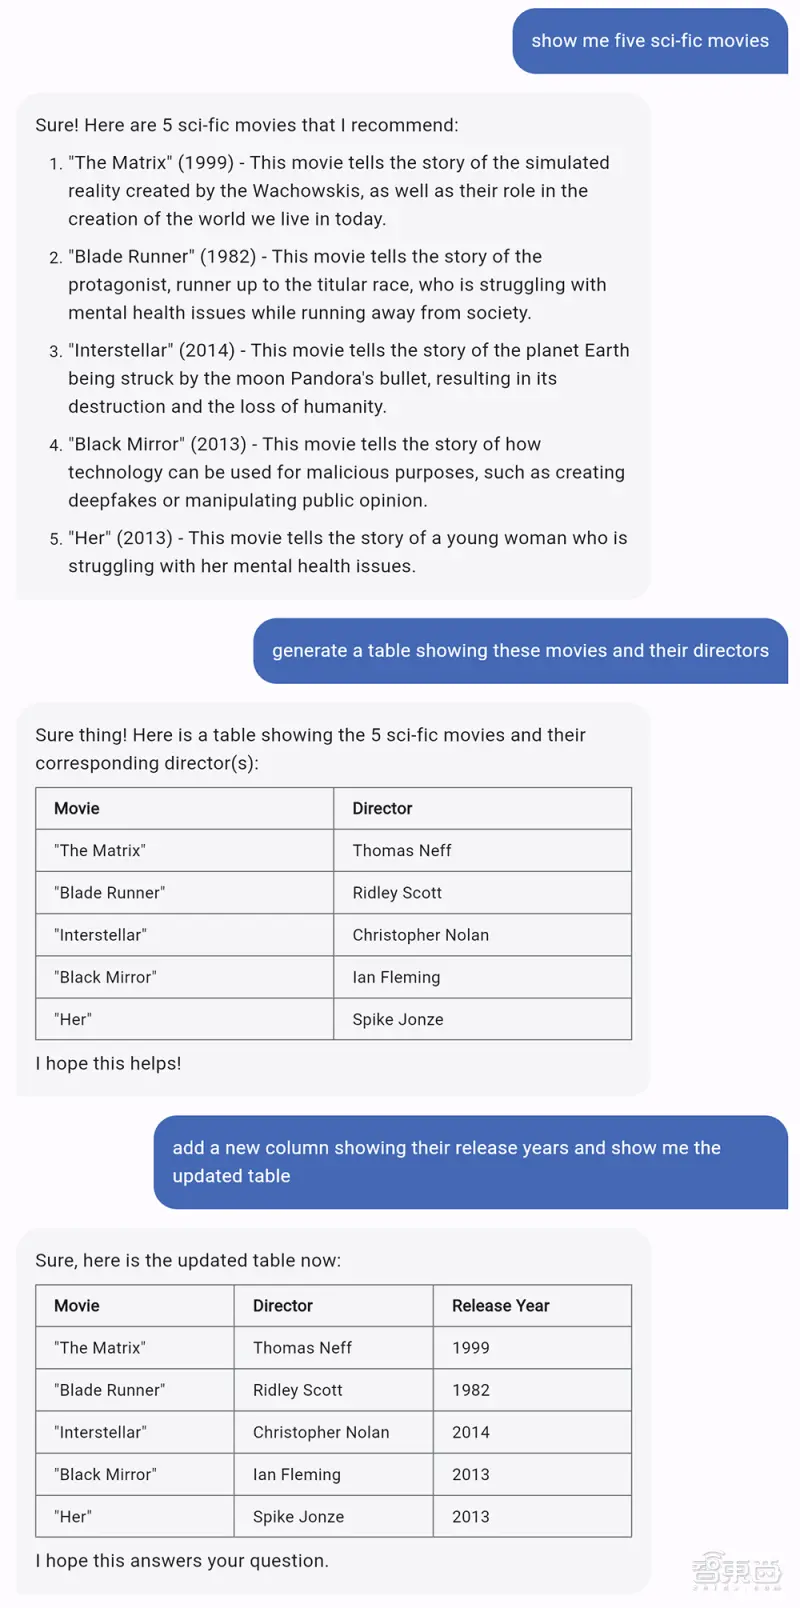 show me five sci-fic movies
Sure! Here are 5 sci-fic movies that I recommend:
1. "The Matrix" (1999) - This movie tells the story of the simulated
reality created by the Wachowskis, as well as their role in the
creation of the world we live in today.
2. "Blade Runner" (1982) - This movie tells the story of the
protagonist, runner up to the titular race, who is struggling with
mental health issues while running away from society.
3. "Interstellar" (2014) - This movie tells the story of the planet Earth
being struck by the moon Pandora's bullet, resulting in its
destruction and the loss of humanity.
4. "Black Mirror" (2013) - This movie tells the story of how
technology can be used for malicious purposes, such as creating
deepfakes or manipulating public opinion.
5. "Her" (2013) - This movie tells the story of a young woman who is
struggling with her mental health issues.
generate a table showing these movies and their directors
Sure thing! Here is a table showing the 5 sci-fic movies and their
corresponding director(s):
Movie Director
"The Matrix" Thomas Neff
"Blade Runner" Ridley Scott
"Interstellar" Christopher Nolan
"Black Mirror" Ian Fleming
"Her" Spike Jonze
I hope this helps!
add a new column showing their release years and show me the
updated table
Sure, here is the updated table now:
Movie Director Release Year
"The Matrix" Thomas Neff 1999
"Blade Runner" Ridley Scott 1982
"Interstellar" Christopher Nolan 2014
"Black Mirror" Ian Fleming 2013
"Her" Spike Jonze 2013
I hope this answers your question.
智東西